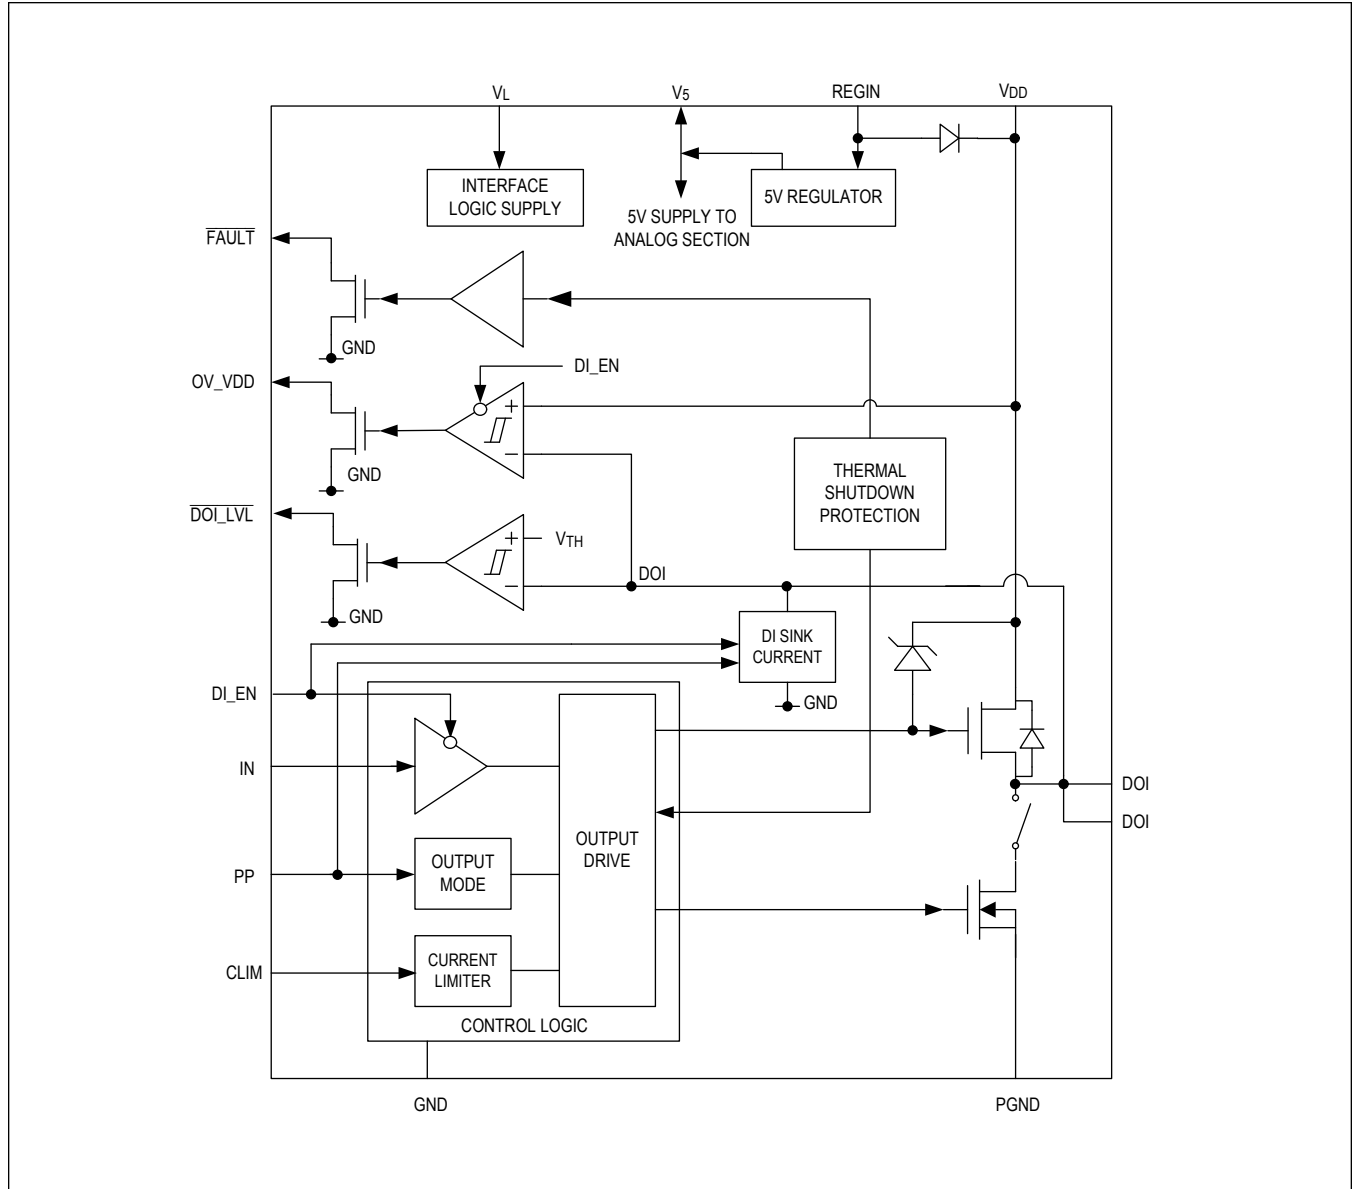 VL
V5
REGIN
VDD
INTERFACE
LOGIC SUPPLY
5V REGULATOR
5V SUPPLY TO
ANALOG SECTION
FAULT
GND
DI_EN
OV_VDD
+
−
GND
THERMAL
SHUTDOWN
PROTECTION
DOI_LVL
+
VTH
−
DOI
GND
DI SINK
CURRENT
GND
DI_EN
IN
DOI
DOI
OUTPUT
DRIVE
PP
OUTPUT
MODE
CLIM
CURRENT
LIMITER
CONTROL LOGIC
GND
PGND